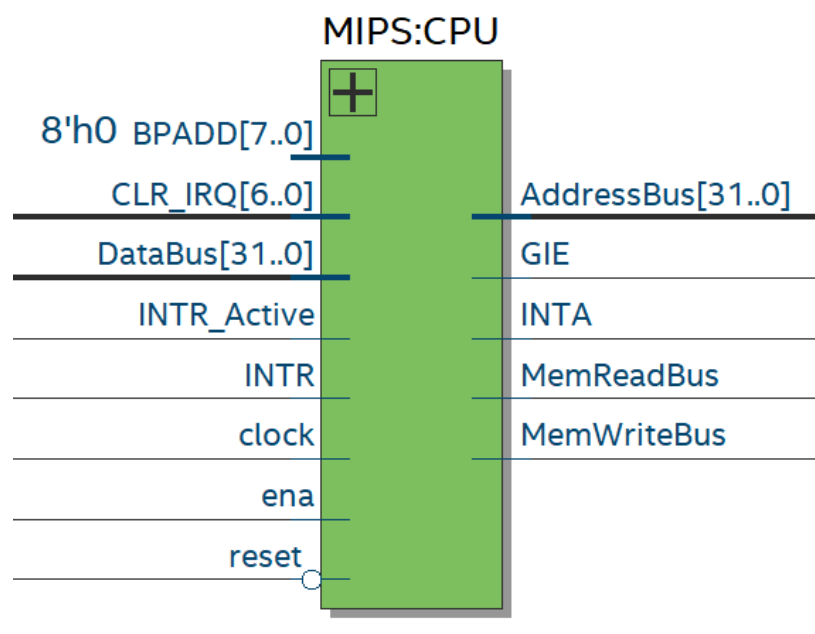 MIPS:CPU
8'h0 BPADD[7..0]
CLR_IRQ[6..0]
AddressBus[31..0]
DataBus[31..0]
GIE
INTR_Active
INTA
INTR
MemReadBus
clock
MemWriteBus
ena
reset